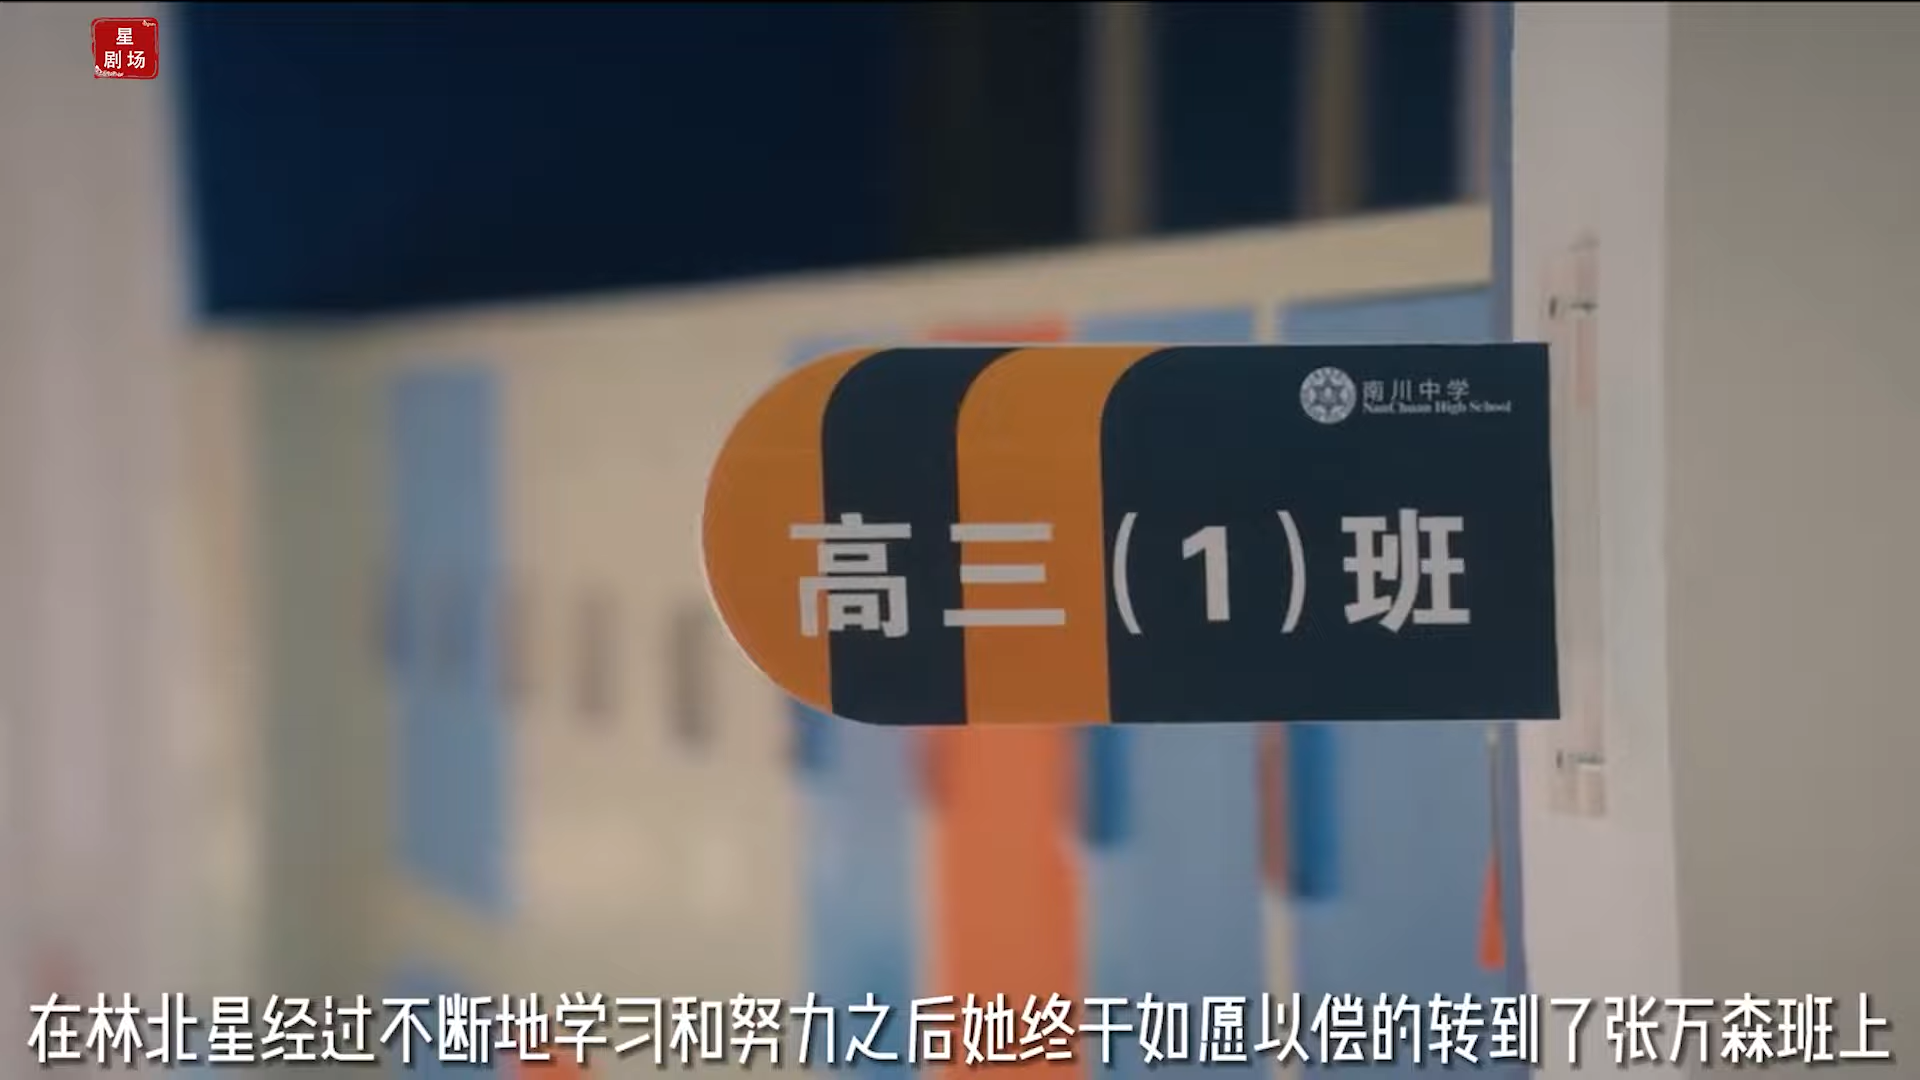 星
剧场
南川中学
NanChuan High School
高三(1)班
在林北星经过不断地学习和努力之后她终于如愿以偿的转到了张万森班上